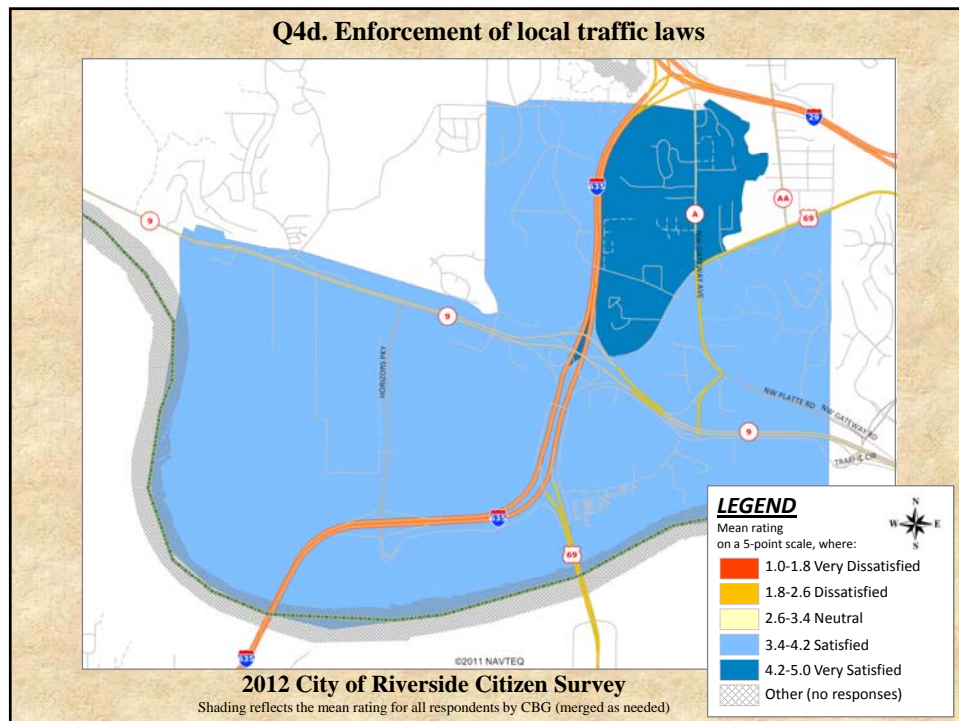 Q4d. Enforcement of local traffic laws
29
635
A
AA
69
9
NW GATEWAY AVE
9
HORIZONS PKY
NW PLATTE RD
NW GATEWAY RD
9
TRAFFIC CIR
635
69
635
©2011 NAVTEQ
LEGEND
Mean rating
on a 5-point scale, where:
N
W E
S
1.0-1.8 Very Dissatisfied
1.8-2.6 Dissatisfied
2.6-3.4 Neutral
3.4-4.2 Satisfied
4.2-5.0 Very Satisfied
Other (no responses)
2012 City of Riverside Citizen Survey
Shading reflects the mean rating for all respondents by CBG (merged as needed)